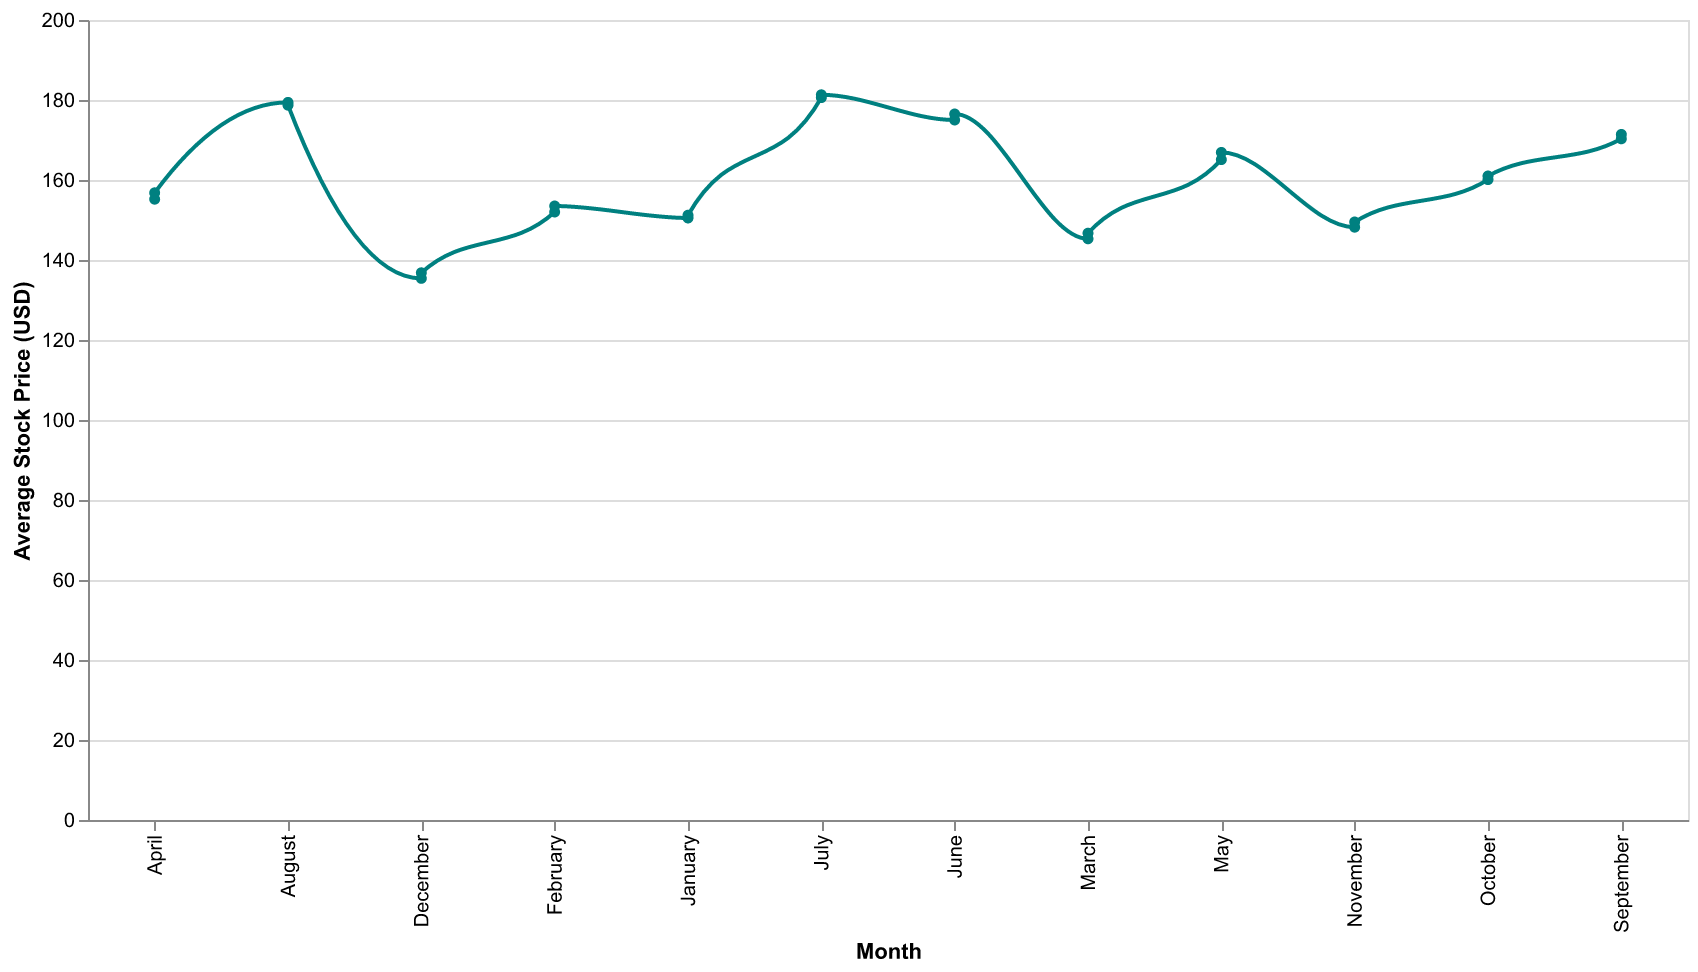 200
180
160
140
120
100
80
60
40
20
0
Average Stock Price (USD)
April
August
December
February
January
July
June
March
May
November
October
September
Month